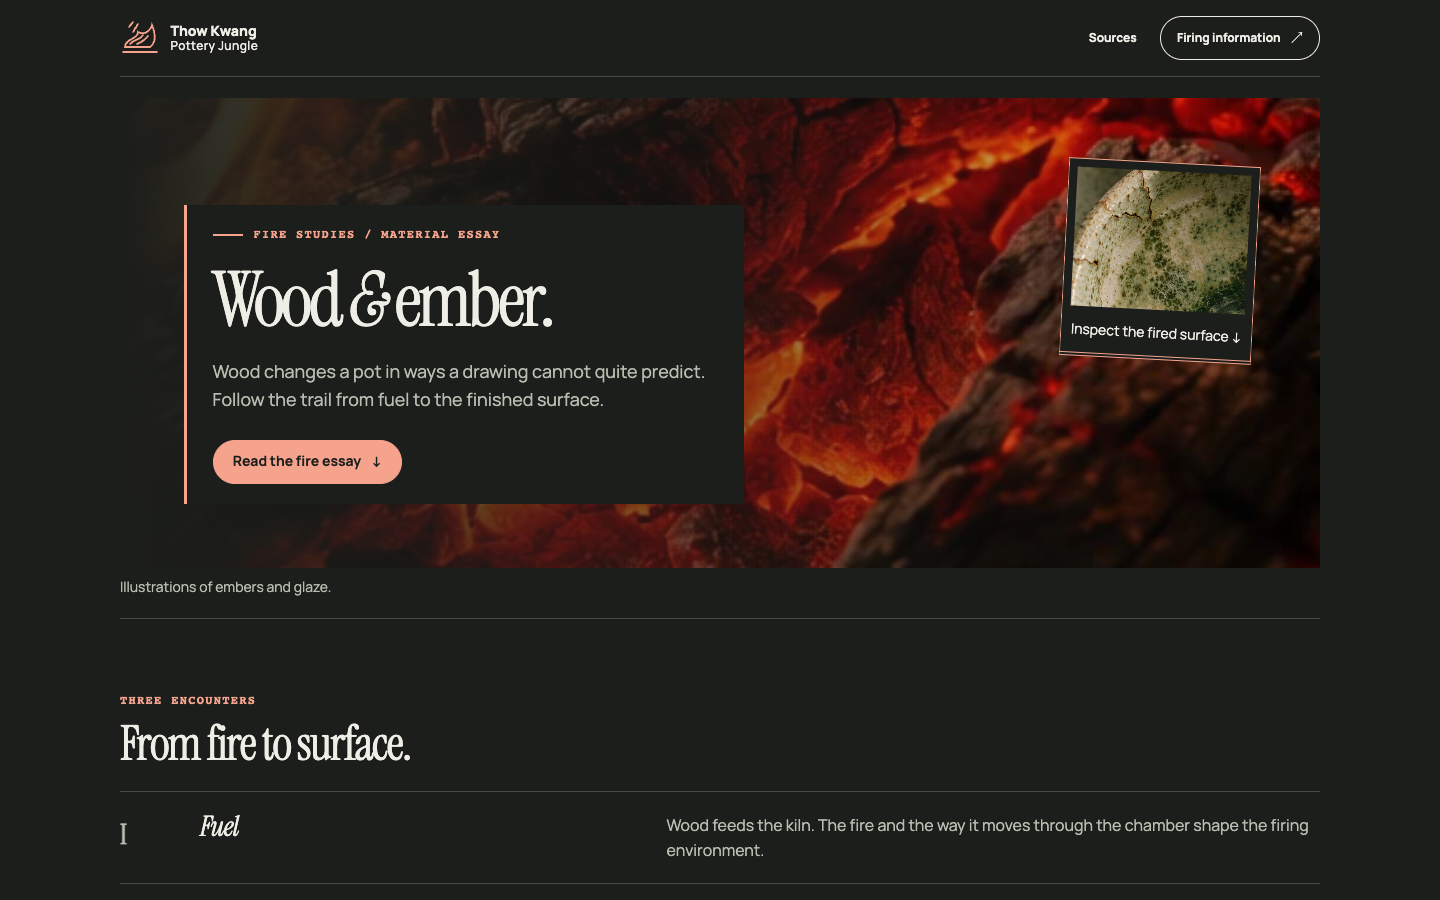 Thow Kwang
Pottery Jungle
Sources
Firing information ↗
FIRE STUDIES / MATERIAL ESSAY
Wood & ember.
Wood changes a pot in ways a drawing cannot quite predict.
Follow the trail from fuel to the finished surface.
Read the fire essay ↓
Inspect the fired surface ↓
Illustrations of embers and glaze.
THREE ENCOUNTERS
From fire to surface.
I
Fuel
Wood feeds the kiln. The fire and the way it moves through the chamber shape the firing
environment.